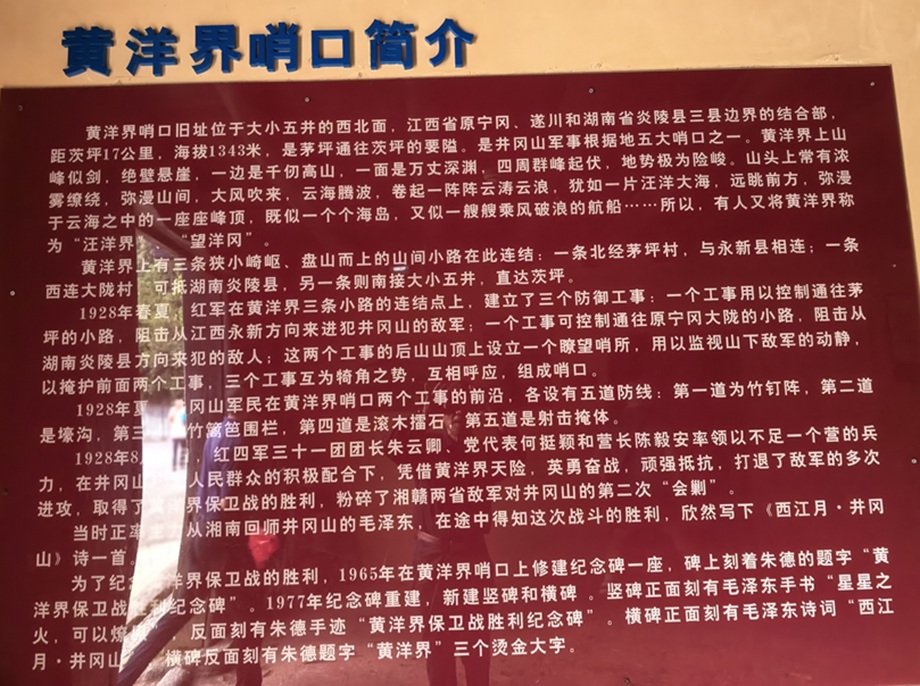 黄洋界哨口简介
黄洋界哨口旧址位于大小五井的西北面，江西省原宁冈、遂川和湖南省炎陵县三县边界的结合部，
距茨坪17公里，海拔1343米，是茅坪通往茨坪的要隘。是井冈山军事根据地五大哨口之一。黄洋界上山
峰似剑，绝壁悬崖，一边是千仞高山，一面是万丈深渊，四周群峰起伏，地势极为险峻。山头上常有浓
雾缭绕，弥漫山间，大风吹来，云海腾波，卷起一阵阵云涛云浪，犹如一片汪洋大海，远眺前方，弥漫
于云海之中的一座座峰顶，既似一个个海岛，又似一艘艘乘风破浪的航船……所以，有人又将黄洋界称
为“汪洋界 “望洋冈”。
黄洋界上有三条狭小崎岖、盘山而上的山间小路在此连结：一条北经茅坪村，与永新县相连；一条
西连大陇村 可抵湖南炎陵县，另一条则南接大小五井，直达茨坪。
1928年春夏 红军在黄洋界三条小路的连结点上，建立了三个防御工事：一个工事用以控制通往茅
坪的小路，阻击从江西永新方向来进犯井冈山的敌军；一个工事可控制通往原宁冈大陇的小路，阻击从
湖南炎陵县方向来犯的敌人；这两个工事的后山山顶上设立一个瞭望哨所，用以监视山下敌军的动静，
以掩护前面两个工事，三个工事互为犄角之势，互相呼应，组成哨口。
1928年夏 冈山军民在黄洋界哨口两个工事的前沿，各设有五道防线：第一道为竹钉阵，第二道
是壕沟，第三 竹篱笆围栏，第四道是滚木擂石，第五道是射击掩体。
1928年8 红四军三十一团团长朱云卿、党代表何挺颖和营长陈毅安率领以不足一个营的兵
力，在井冈山 人民群众的积极配合下，凭借黄洋界天险，英勇奋战，顽强抵抗，打退了敌军的多次
进攻，取得了黄洋界保卫战的胜利，粉碎了湘赣两省敌军对井冈山的第二次“会剿”。
当时正率 从湘南回师井冈山的毛泽东，在途中得知这次战斗的胜利，欣然写下《西江月·井冈
山》诗一首。
为了纪念 洋界保卫战的胜利，1965年在黄洋界哨口上修建纪念碑一座，碑上刻着朱德的题字“黄
洋界保卫战胜利纪念碑”。1977年纪念碑重建，新建竖碑和横碑。竖碑正面刻有毛泽东手书“星星之
火，可以燎 ，反面刻有朱德手迹“黄洋界保卫战胜利纪念碑”。横碑正面刻有毛泽东诗词“西江
月·井冈山 横碑反面刻有朱德题字“黄洋界”三个烫金大字。